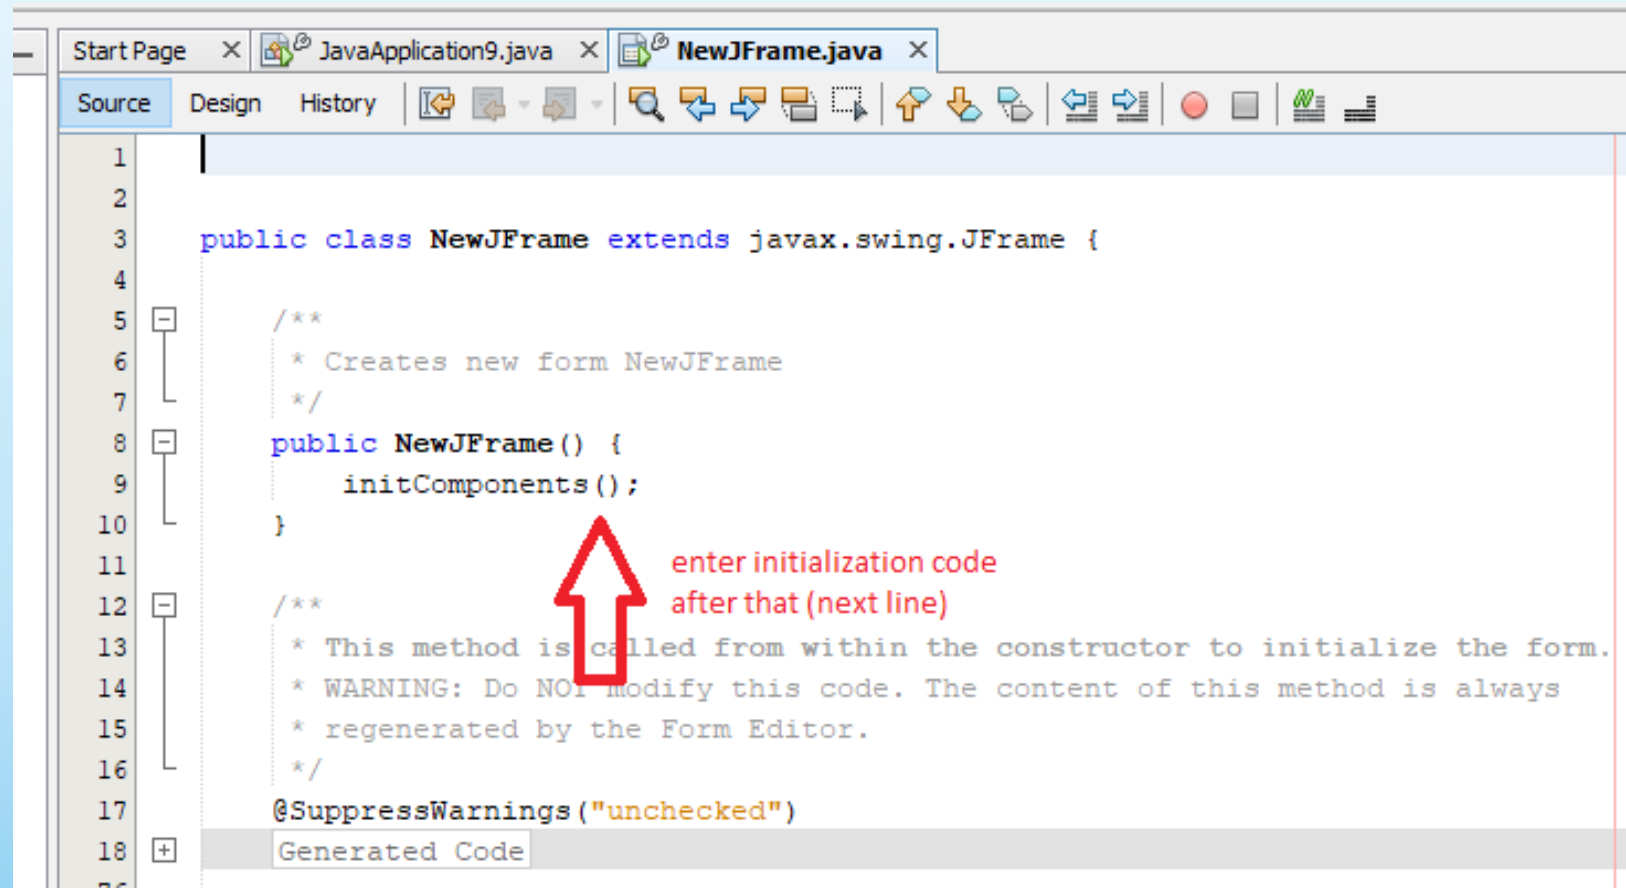 Start Page JavaApplication9.java NewJFrame.java
Source Design History
1
2
3 public class NewJFrame extends javax.swing.JFrame {
4
5 /**
6 * Creates new form NewJFrame
7 */
8 public NewJFrame() {
9 initComponents();
10 }
11
enter initialization code
after that (next line)
12 /**
13 * This method is called from within the constructor to initialize the form.
14 * WARNING: Do NOT modify this code. The content of this method is always
15 * regenerated by the Form Editor.
16 */
17 @SuppressWarnings("unchecked")
18 Generated Code